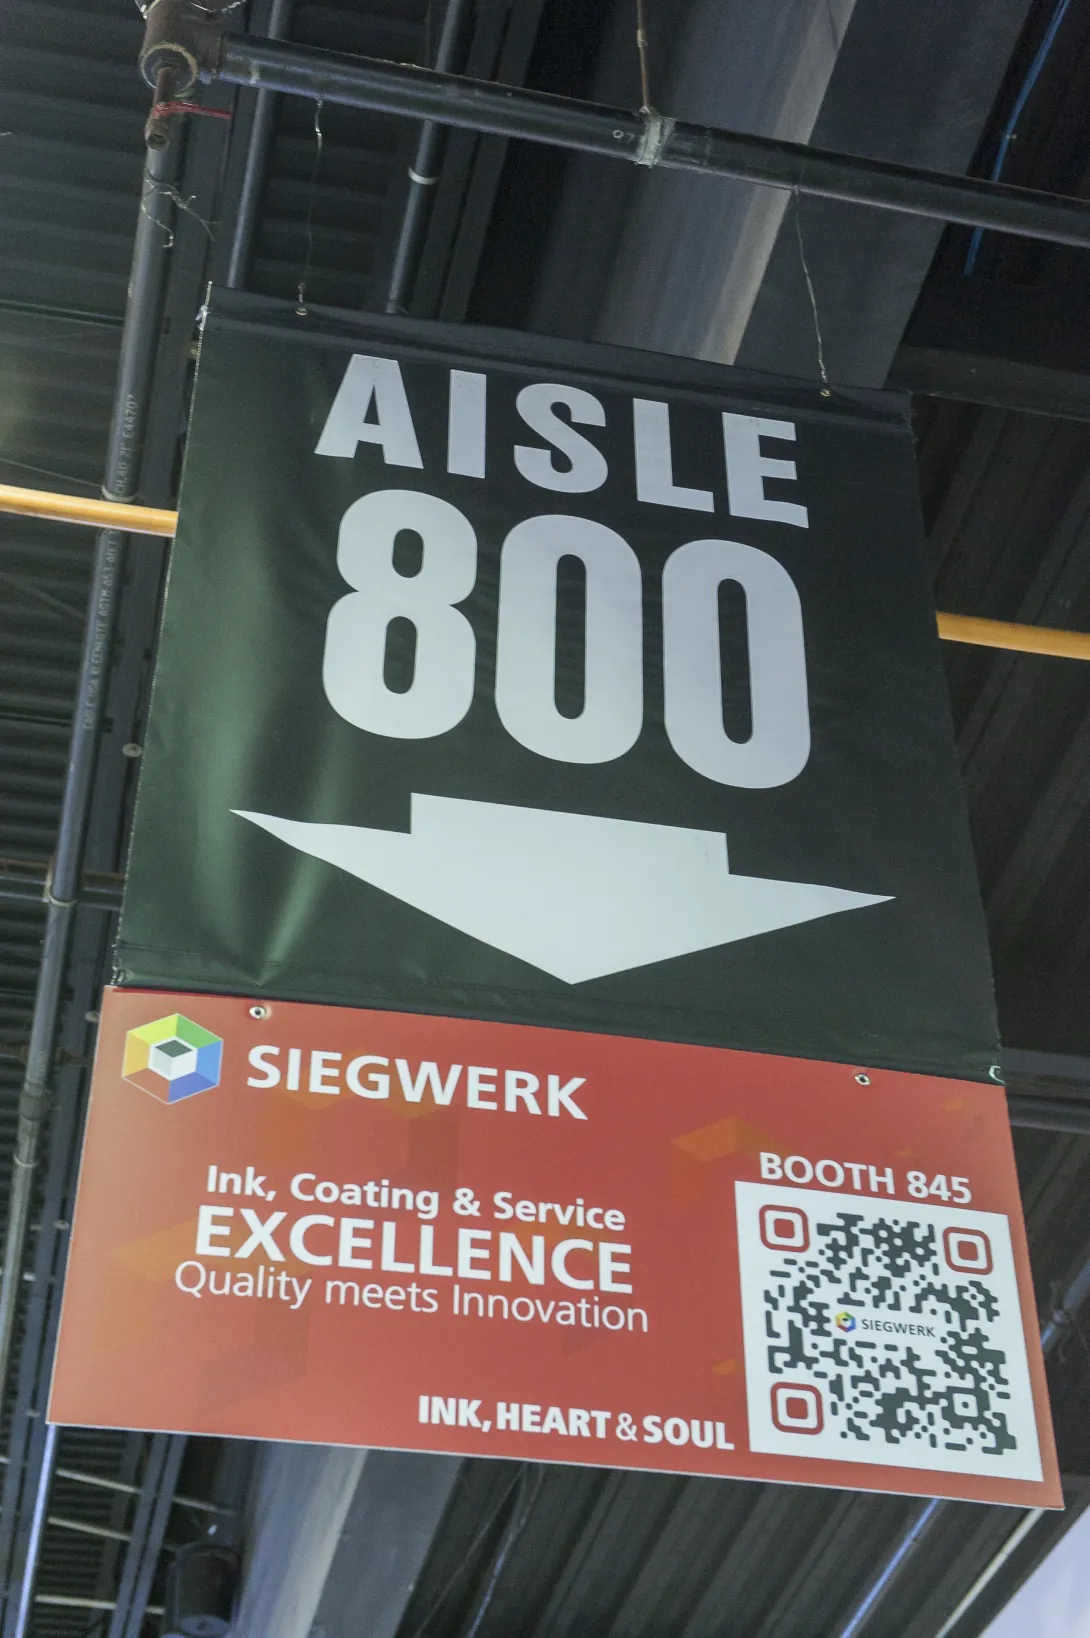 AISLE
800
SIEGWERK
Ink, Coating & Service
EXCELLENCE
Quality meets Innovation
INK, HEART & SOUL
BOOTH 845
SIEGWERK